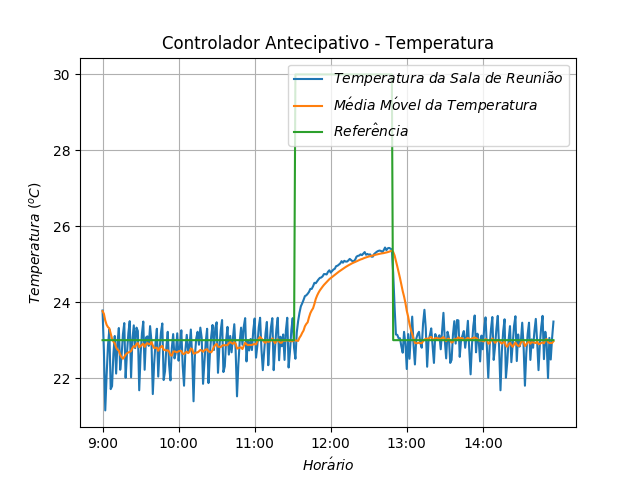 Controlador Antecipativo - Temperatura
Temperatura da Sala de Reunião
Média Móvel da Temperatura
Referência
30
28
26
24
22
Temperatura (°C)
9:00 10:00 11:00 12:00 13:00 14:00
Horário